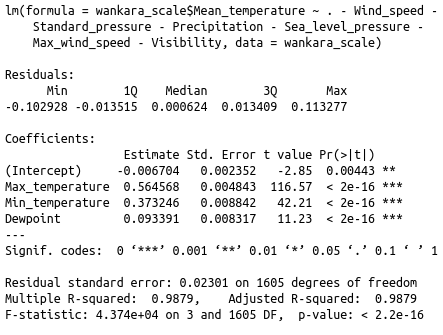 lm(formula = wankara_scale$Mean_temperature ~ . - Wind_speed -
    Standard_pressure - Precipitation - Sea_level_pressure -
    Max_wind_speed - Visibility, data = wankara_scale)

Residuals:
      Min        1Q    Median        3Q       Max
-0.102928 -0.013515  0.000624  0.013409  0.113277

Coefficients:
                 Estimate Std. Error t value Pr(>|t|)
(Intercept)     -0.006704   0.002352   -2.85  0.00443 **
Max_temperature  0.564568   0.004843  116.57  < 2e-16 ***
Min_temperature  0.373246   0.008842   42.21  < 2e-16 ***
Dewpoint         0.093391   0.008317   11.23  < 2e-16 ***
---
Signif. codes:  0 ‘***’ 0.001 ‘**’ 0.01 ‘*’ 0.05 ‘.’ 0.1 ‘ ’ 1

Residual standard error: 0.02301 on 1605 degrees of freedom
Multiple R-squared:  0.9879,    Adjusted R-squared:  0.9879
F-statistic: 4.374e+04 on 3 and 1605 DF,  p-value: < 2.2e-16